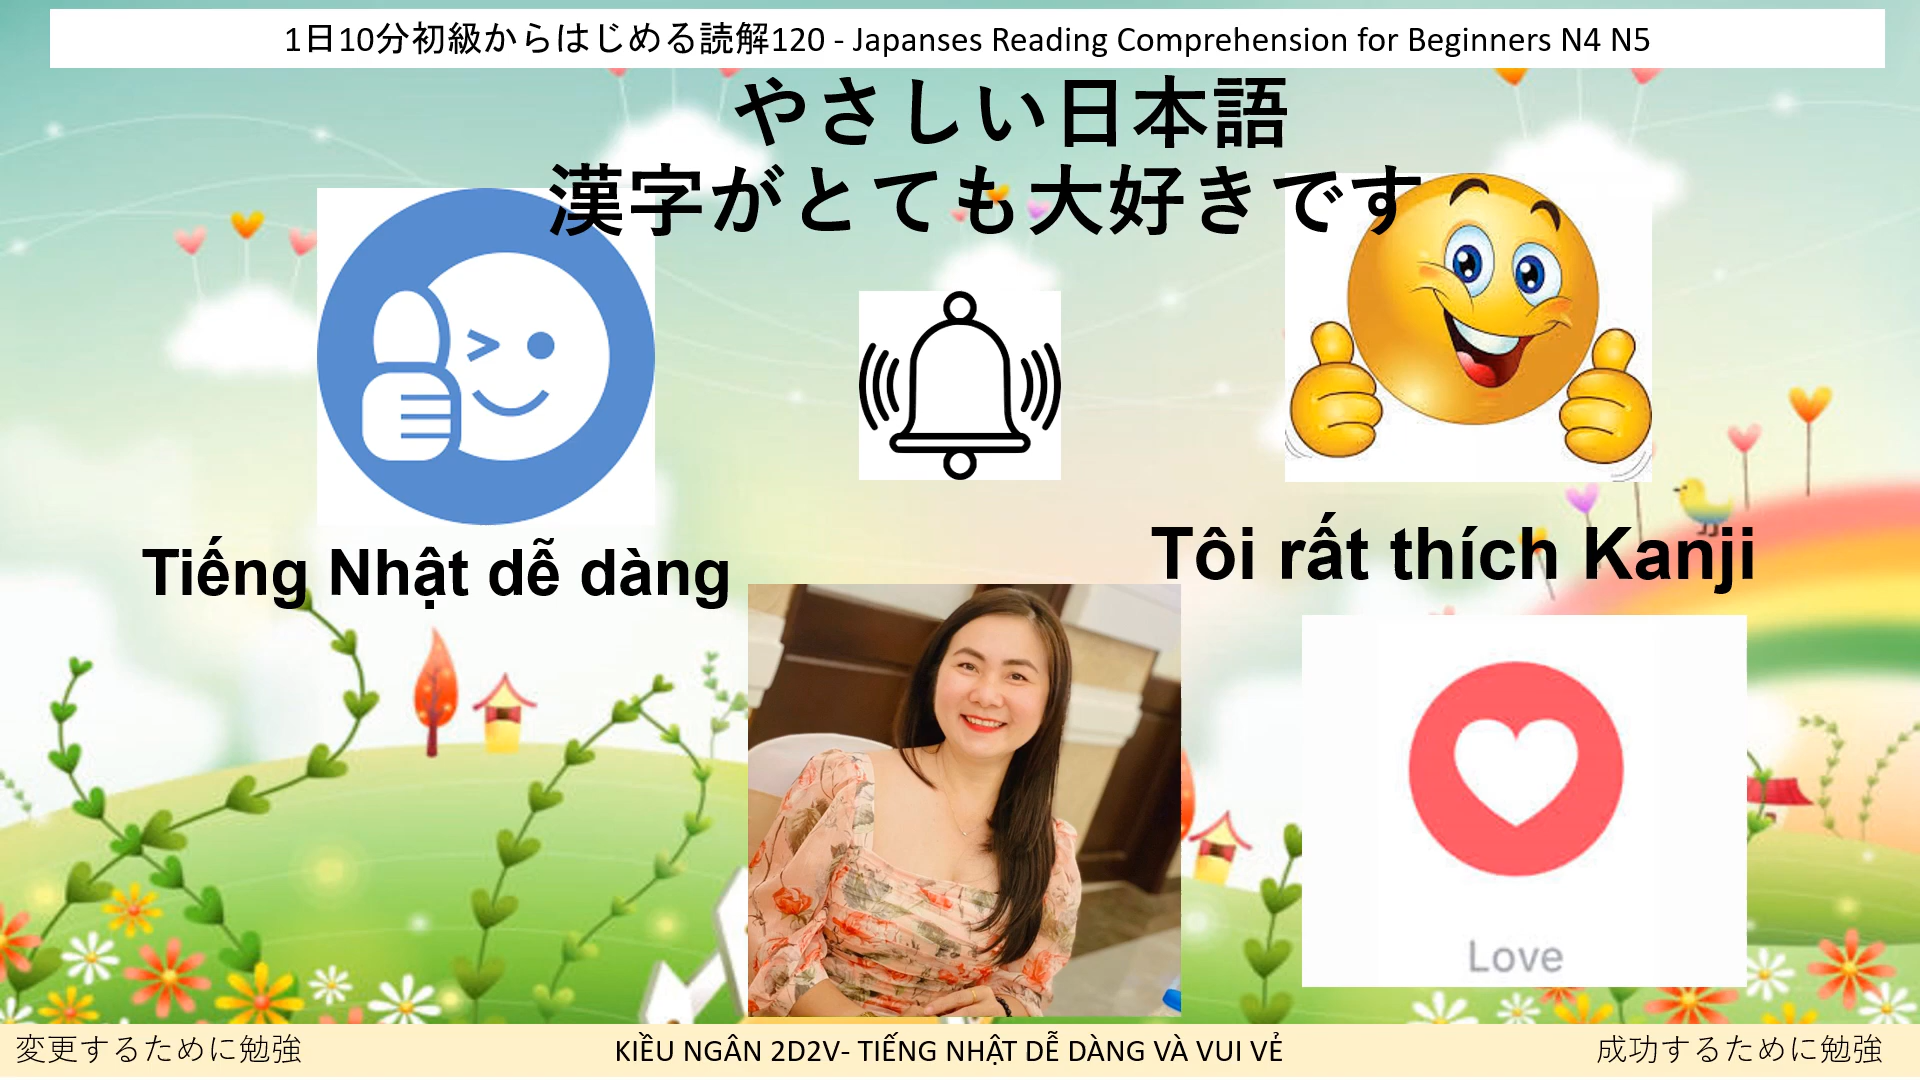 1日10分初級からはじめる読解120 - Japanses Reading Comprehension for Beginners N4 N5
やさしい日本語
漢字がとても大好きです
Tiếng Nhật dễ dàng
Tôi rất thích Kanji
Love
変更するために勉強
KIỀU NGÂN 2D2V- TIẾNG NHẬT DỄ DÀNG VÀ VUI VẺ
成功するために勉強